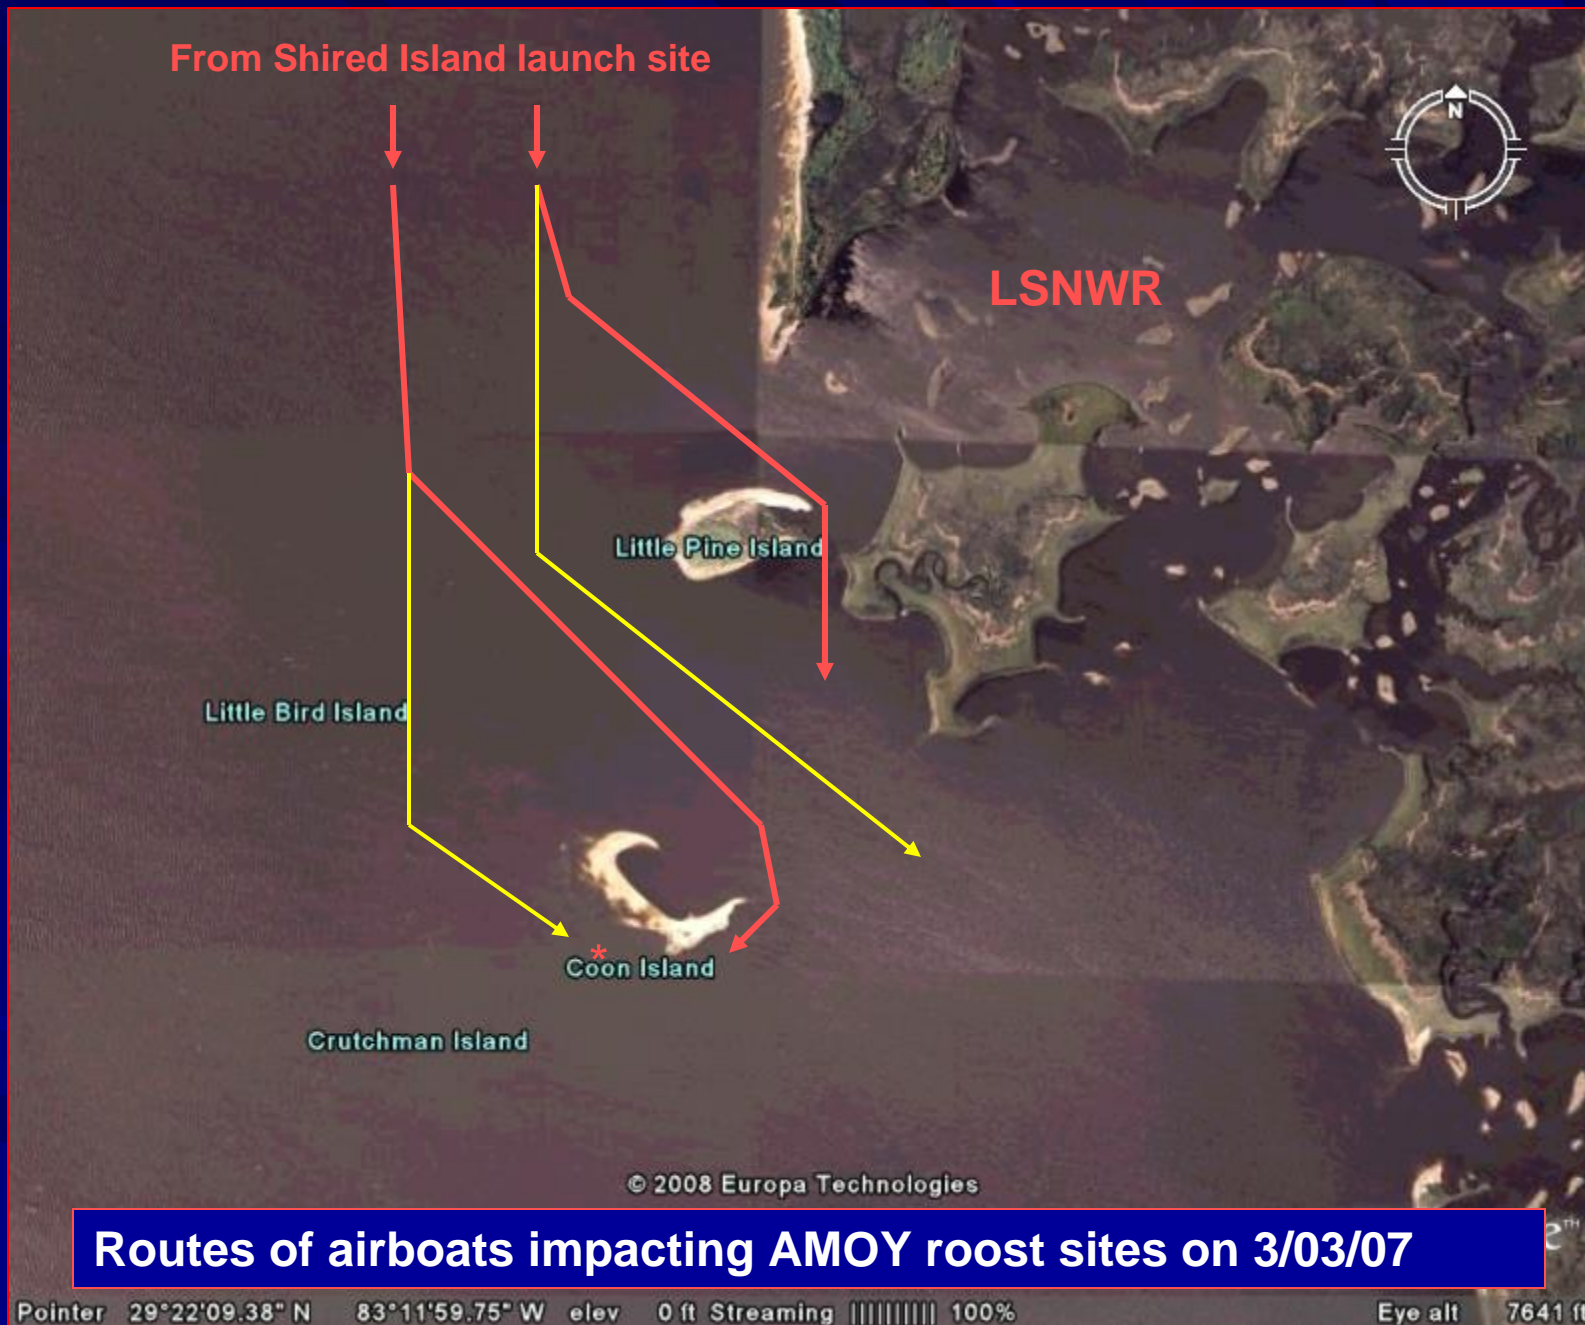 From Shired Island launch site
N
LSNWR
Little Pine Island
Little Bird Island
*
Coon Island
Crutchman Island
© 2008 Europa Technologies
Routes of airboats impacting AMOY roost sites on 3/03/07
Pointer 29°22'09.38" N 83°11'59.75" W elev 0 ft Streaming |||||||||| 100% Eye alt 7641 ft